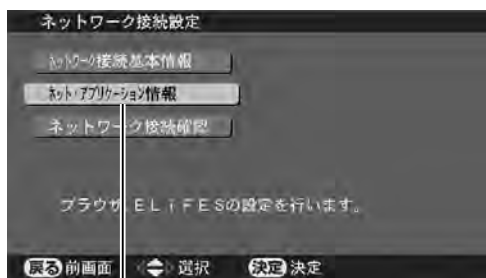 ネットワーク接続設定
ネットワーク接続基本情報
ネット・アプリケーション情報
ネットワーク接続確認
ブラウザ、ELiFESの設定を行います。
戻る 前画面 選択 決定 決定